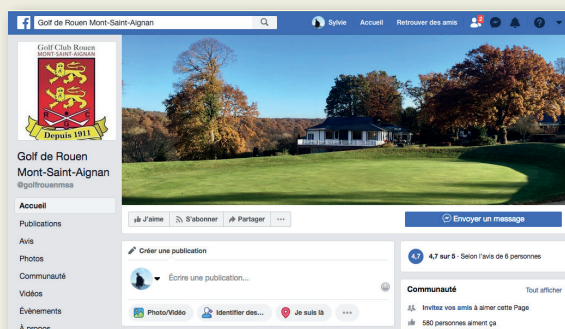 Golf de Rouen Mont-Saint-Aignan
Sylvie
Accueil
Retrouver des amis
2
Golf Club Rouen
MONT-SAINT-AIGNAN
Depuis 1911
Golf de Rouen
Mont-Saint-Aignan
@golfrouenmsa
Accueil
Publications
Avis
Photos
Communauté
Vidéos
Évènements
À propos
J'aime
S'abonner
Partager
Envoyer un message
Créer une publication
Écrire une publication...
Photo/Vidéo
Identifier des...
Je suis là
4,7
4,7 sur 5 · Selon l'avis de 6 personnes
Communauté
Tout afficher
Invitez vos amis à aimer cette Page
580 personnes aiment ça